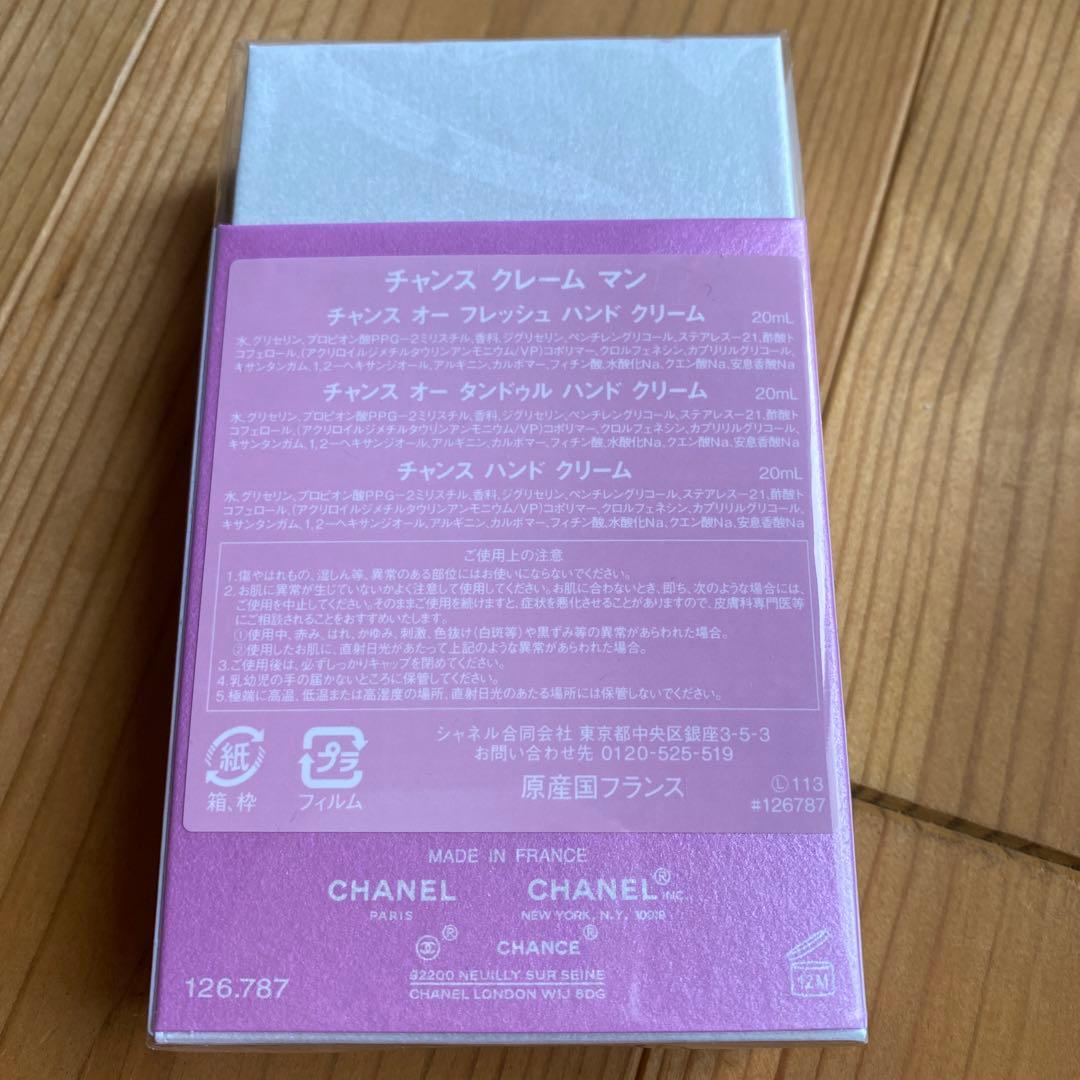 チャンス クレーム マン
チャンス オー フレッシュ ハンド クリーム 20mL
水,グリセリン,プロピオン酸PPG-2ミリスチル,香料,ジグリセリン,ペンチレングリコール,ステアレス-21,酢酸ト
コフェロール,(アクリロイルジメチルタウリンアンモニウム/VP)コポリマー,クロルフェネシン,カプリリルグリコール,
キサンタンガム,1,2-ヘキサンジオール,アルギニン,カルボマー,フィチン酸,水酸化Na,クエン酸Na,安息香酸Na
チャンス オー タンドゥル ハンド クリーム 20mL
水,グリセリン,プロピオン酸PPG-2ミリスチル,香料,ジグリセリン,ペンチレングリコール,ステアレス-21,酢酸ト
コフェロール,(アクリロイルジメチルタウリンアンモニウム/VP)コポリマー,クロルフェネシン,カプリリルグリコール,
キサンタンガム,1,2-ヘキサンジオール,アルギニン,カルボマー,フィチン酸,水酸化Na,クエン酸Na,安息香酸Na
チャンス ハンド クリーム 20mL
水,グリセリン,プロピオン酸PPG-2ミリスチル,香料,ジグリセリン,ペンチレングリコール,ステアレス-21,酢酸ト
コフェロール,(アクリロイルジメチルタウリンアンモニウム/VP)コポリマー,クロルフェネシン,カプリリルグリコール,
キサンタンガム,1,2-ヘキサンジオール,アルギニン,カルボマー,フィチン酸,水酸化Na,クエン酸Na,安息香酸Na
ご使用上の注意
1.傷やはれもの、湿しん等、異常のある部位にはお使いにならないでください。
2.お肌に異常が生じていないかよく注意して使用してください。お肌に合わないとき、即ち、次のような場合には、
ご使用を中止してください。そのままご使用を続けますと、症状を悪化させることがありますので、皮膚科専門医等
にご相談されることをおすすめいたします。
①使用中、赤み、はれ、かゆみ、刺激、色抜け(白斑等)や黒ずみ等の異常があらわれた場合。
②使用したお肌に、直射日光があたって上記のような異常があらわれた場合。
3.ご使用後は、必ずしっかりキャップを閉めてください。
4.乳幼児の手の届かないところに保管してください。
5.極端に高温、低温または高湿度の場所、直射日光のあたる場所には保管しないでください。
紙
箱、枠
プラ
フィルム
シャネル合同会社 東京都中央区銀座3-5-3
お問い合わせ先 0120-525-519
原産国フランス
Ⓛ113
#126787
MADE IN FRANCE
CHANEL
PARIS
CHANEL® INC.
NEW YORK, N.Y. 10019
® CHANCE®
92200 NEUILLY SUR SEINE
CHANEL LONDON W1J 6DG
126.787
12M